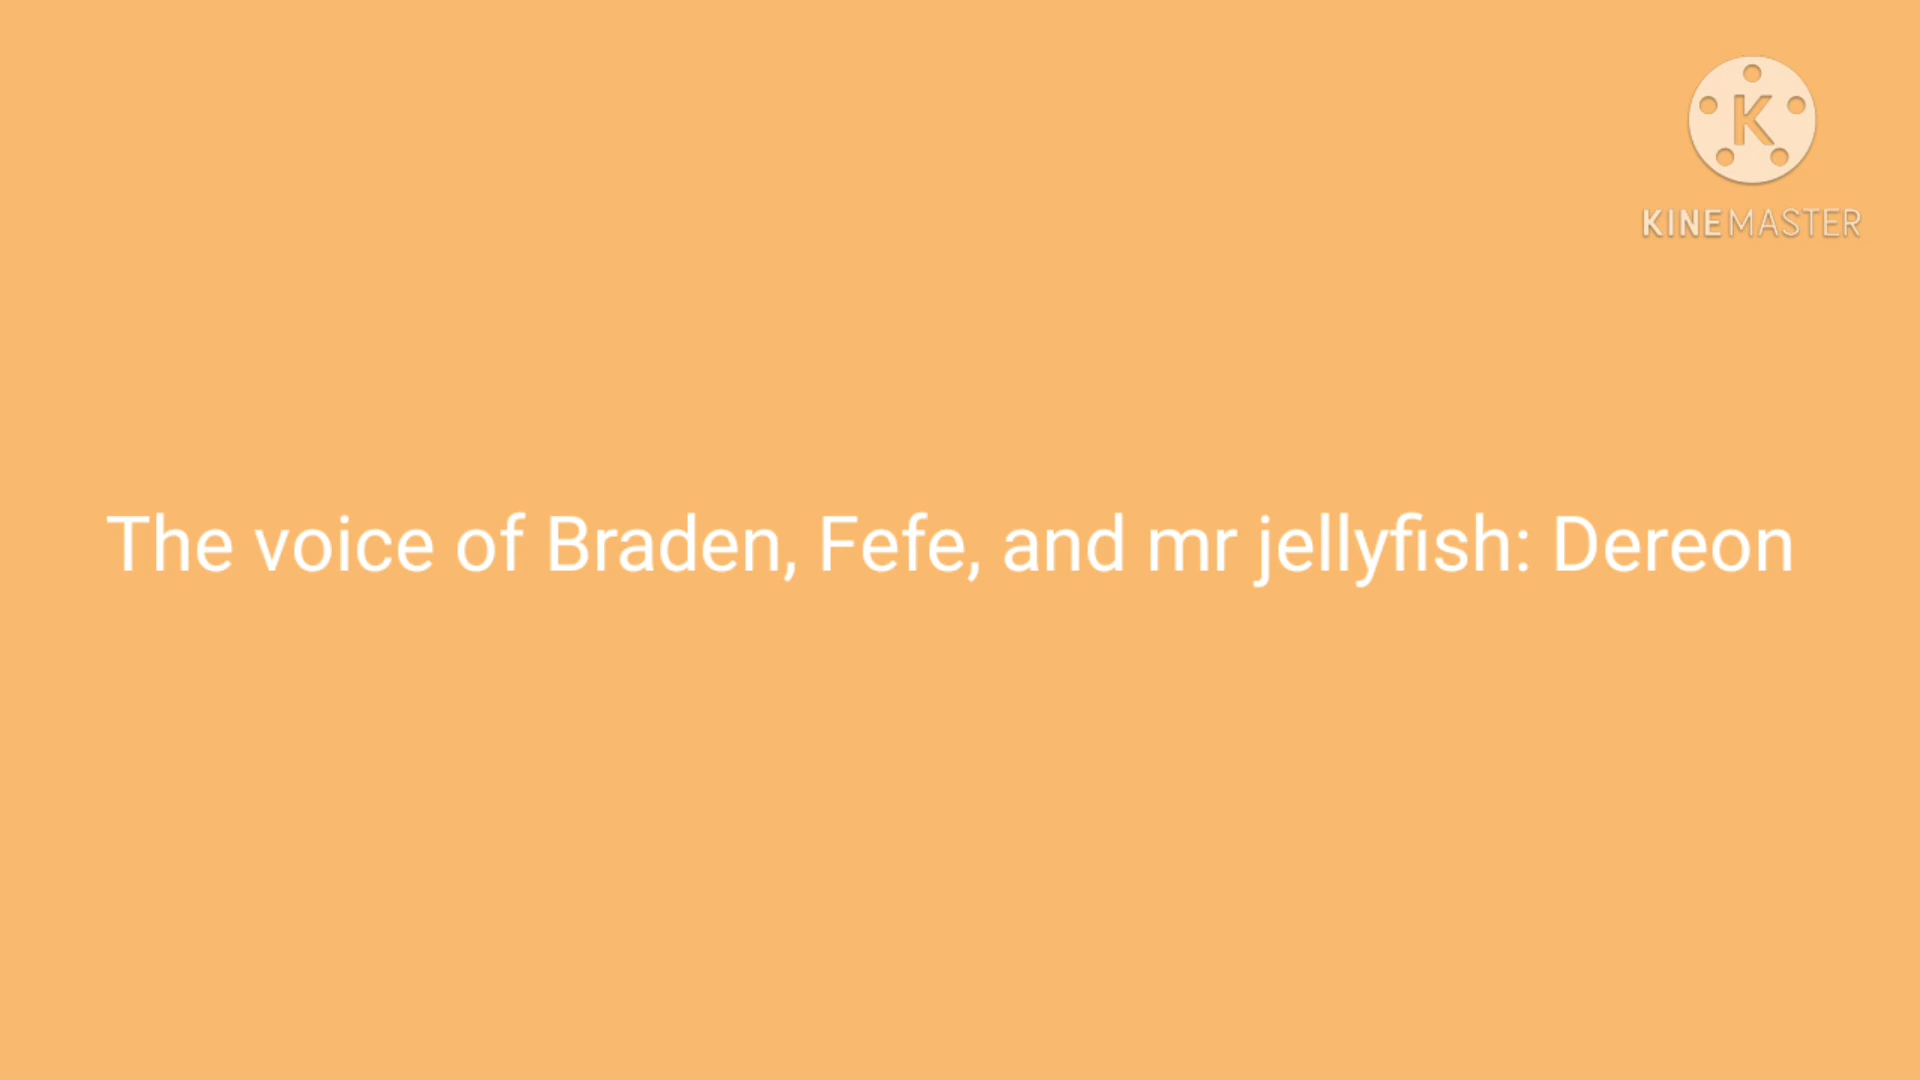 K
KINEMASTER
The voice of Braden, Fefe, and mr jellyfish: Dereon